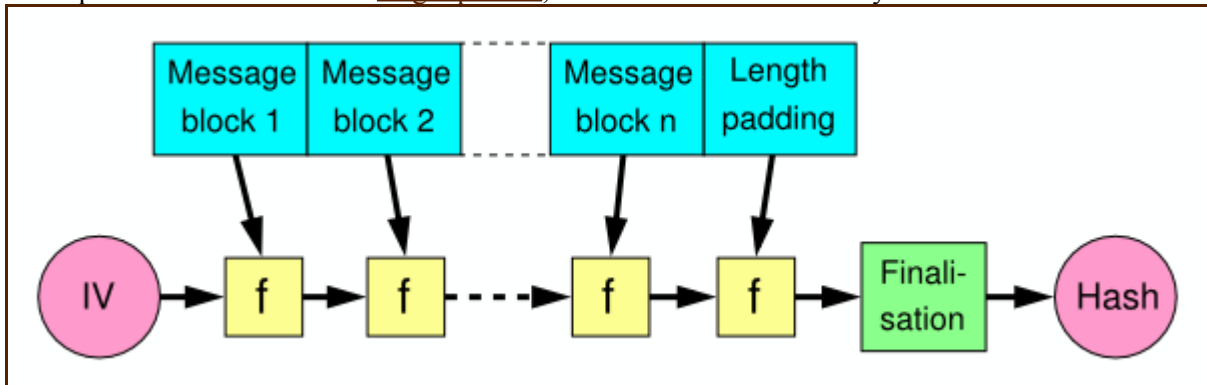 Message
block 1
Message
block 2
Message
block n
Length
padding
IV
f
f
f
f
Finali-
sation
Hash